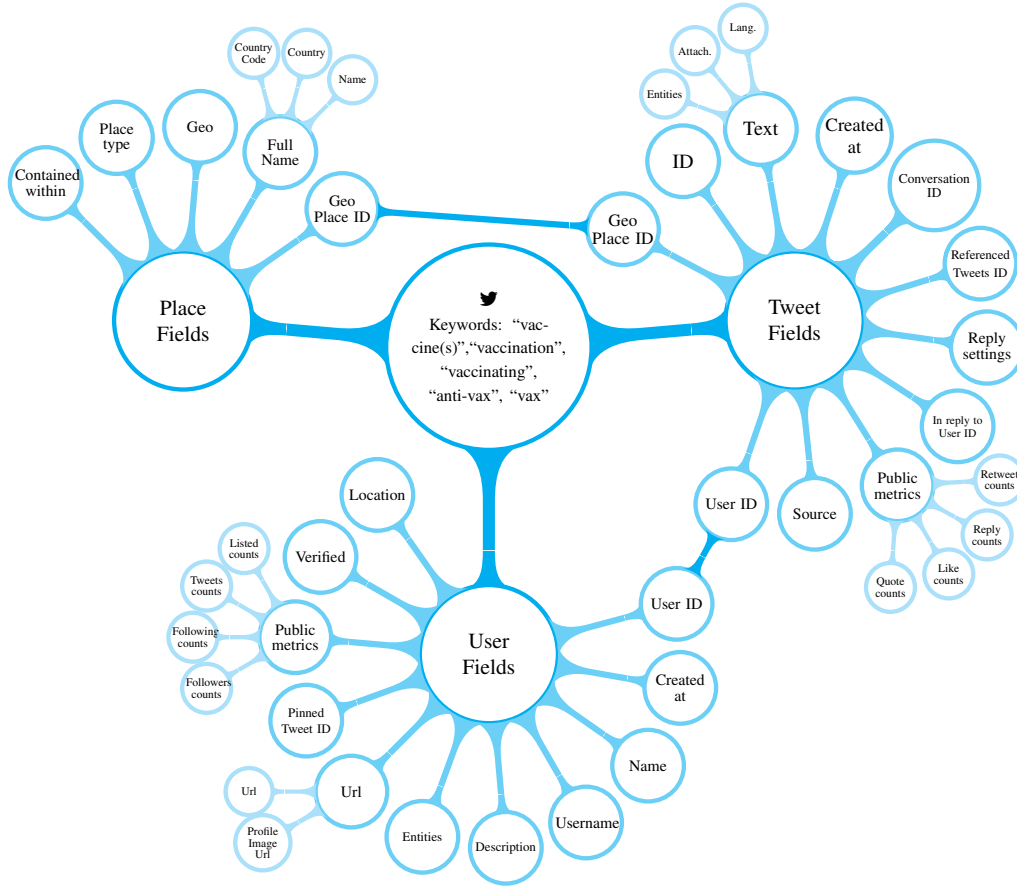 Country
Code
Country
Name
Lang.
Attach.
Entities
Place
type
Geo
Full
Name
Contained
within
Geo
Place ID
Geo
Place ID
ID
Text
Created
at
Conversation
ID
Referenced
Tweets ID
Reply
settings
In reply to
User ID
Place
Fields
Keywords: “vac-
cine(s)”,“vaccination”,
“vaccinating”,
“anti-vax”, “vax”
Tweet
Fields
Public
metrics
Retweet
counts
Reply
counts
Like
counts
Quote
counts
Source
User ID
User ID
Location
Verified
Listed
counts
Tweets
counts
Following
counts
Followers
counts
Public
metrics
User
Fields
Created
at
Pinned
Tweet ID
Name
Url
Url
Profile
Image
Url
Entities
Description
Username